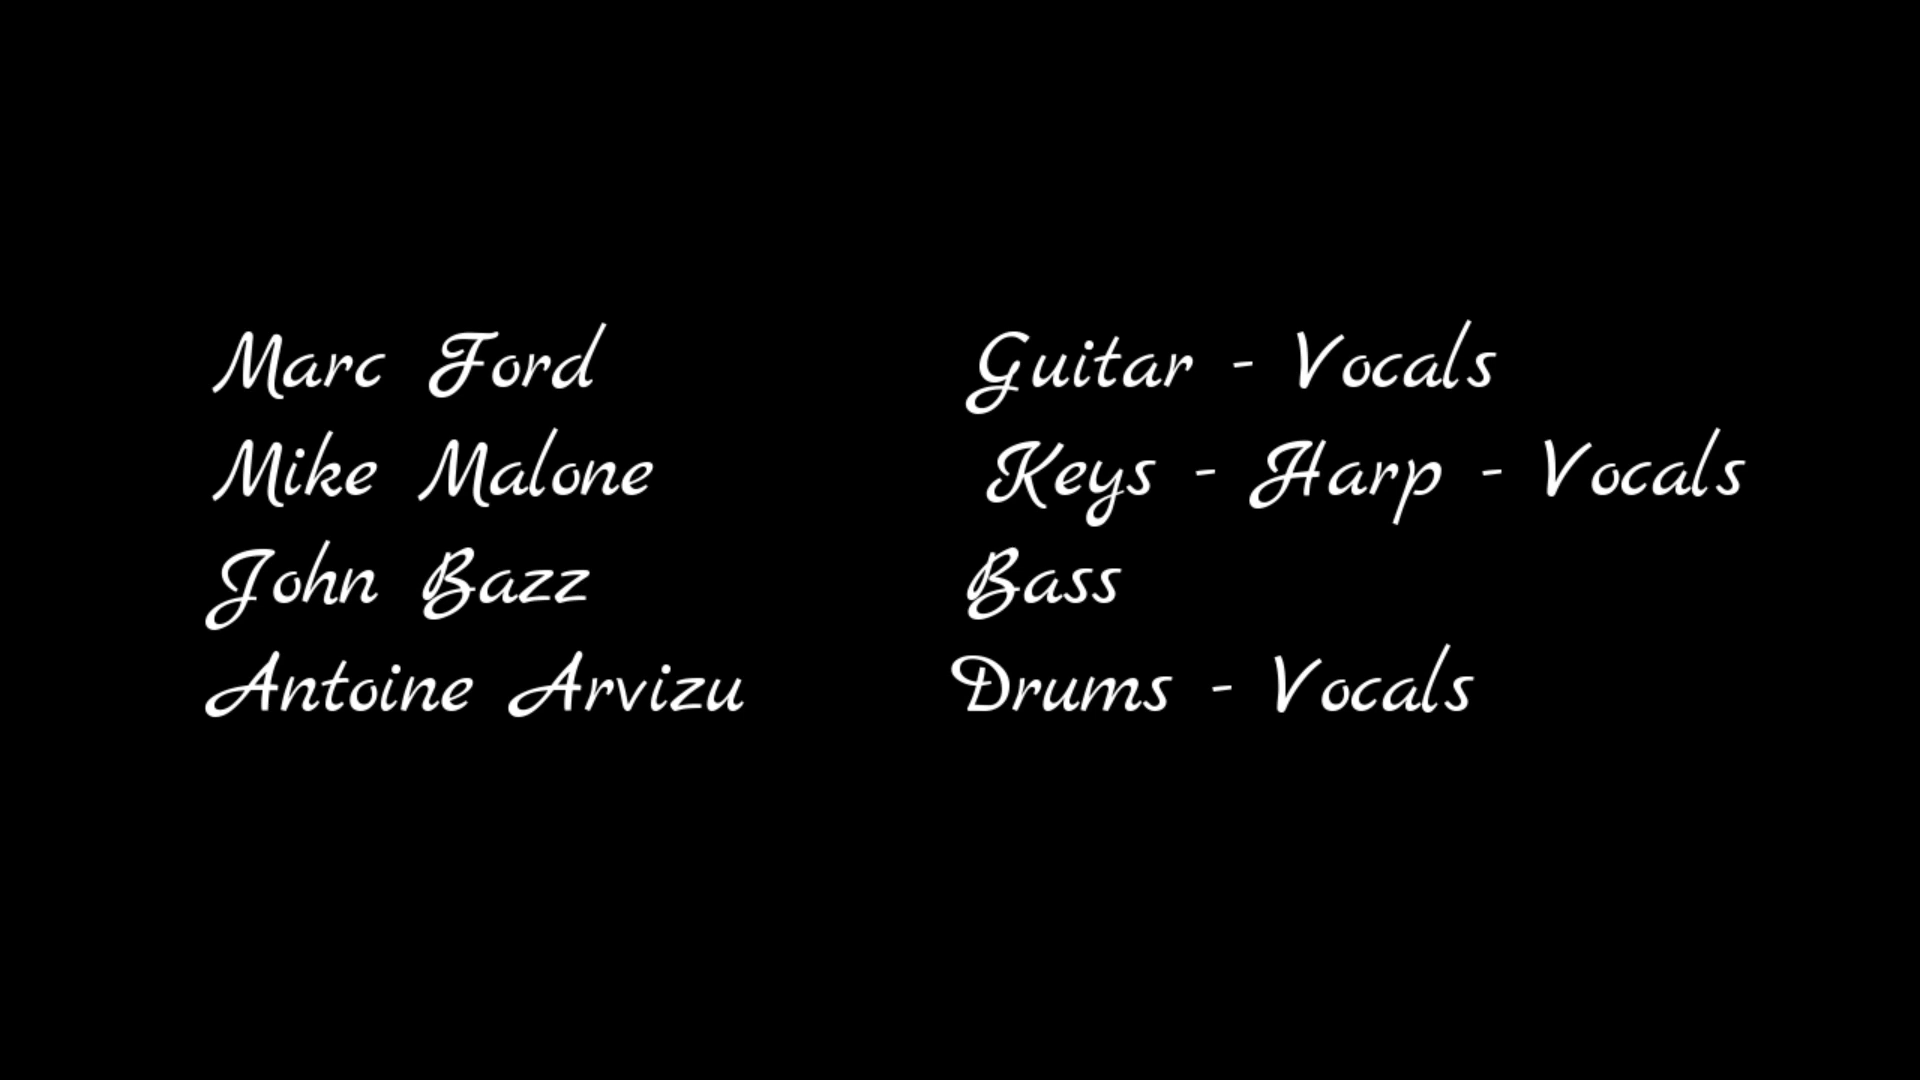 Marc Ford Guitar - Vocals
Mike Malone Keys - Harp - Vocals
John Bazz Bass
Antoine Arvizu Drums - Vocals